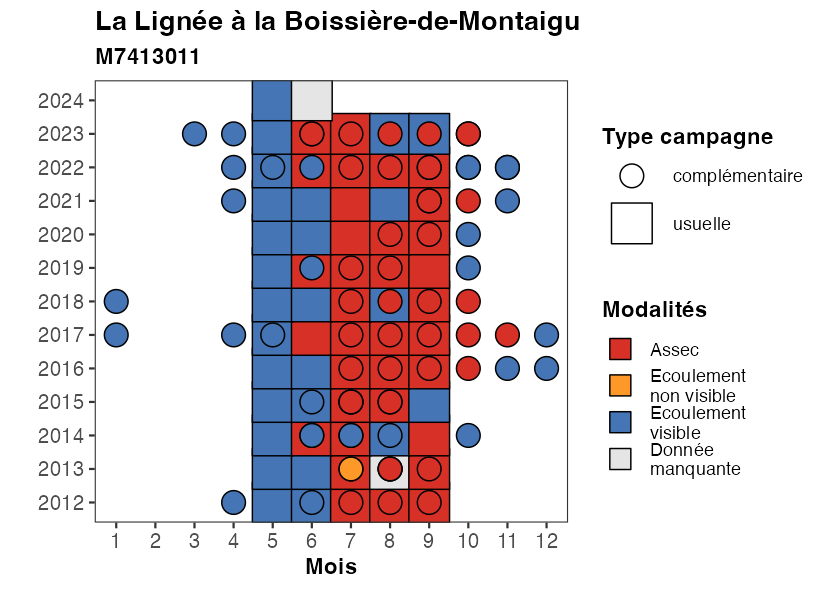 La Lignée à la Boissière-de-Montaigu
M7413011
2024
2023
2022
2021
2020
2019
2018
2017
2016
2015
2014
2013
2012
1 2 3 4 5 6 7 8 9 10 11 12
Mois
Type campagne
complémentaire
usuelle
Modalités
Assec
Ecoulement
non visible
Ecoulement
visible
Donnée
manquante